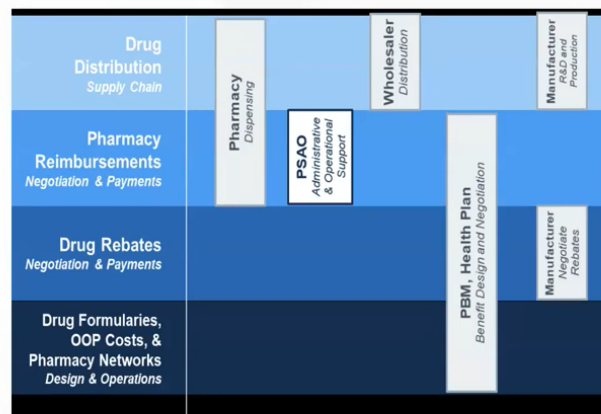 Drug
Distribution
Supply Chain
Pharmacy
Reimbursements
Negotiation & Payments
Drug Rebates
Negotiation & Payments
Drug Formularies,
OOP Costs, &
Pharmacy Networks
Design & Operations
Pharmacy
Dispensing
PSAO
Administrative
& Operational
Support
Wholesaler
Distribution
PBM, Health Plan
Benefit Design and Negotiation
Manufacturer
R&D and
Production
Manufacturer
Negotiate
Rebates